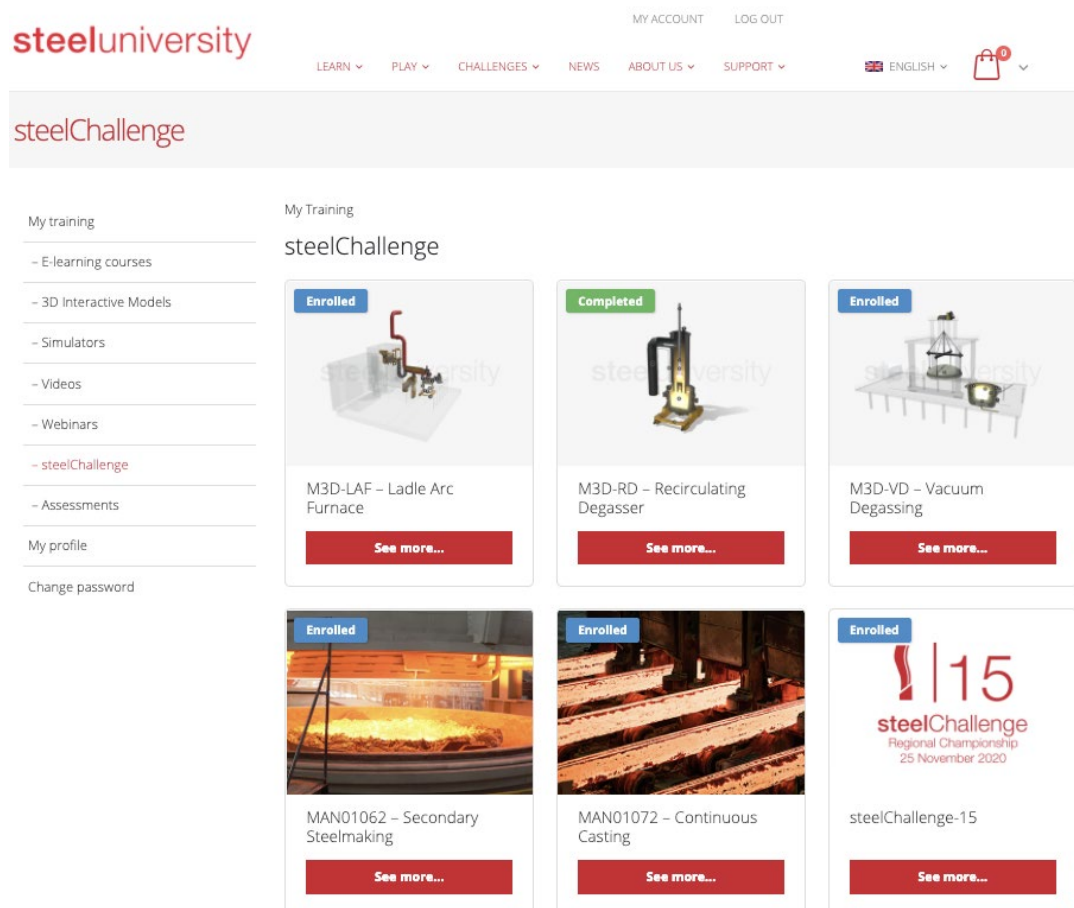 MY ACCOUNT LOG OUT
steeluniversity
LEARN PLAY CHALLENGES NEWS ABOUT US SUPPORT ENGLISH 0
steelChallenge
My training
– E-learning courses
– 3D Interactive Models
– Simulators
– Videos
– Webinars
– steelChallenge
– Assessments
My profile
Change password
My Training
steelChallenge
Enrolled
steeluniversity
M3D-LAF – Ladle Arc
Furnace
See more...
Completed
steeluniversity
M3D-RD – Recirculating
Degasser
See more...
Enrolled
steeluniversity
M3D-VD – Vacuum
Degassing
See more...
Enrolled
MAN01062 – Secondary
Steelmaking
See more...
Enrolled
MAN01072 – Continuous
Casting
See more...
Enrolled
15
steelChallenge
Regional Championship
25 November 2020
steelChallenge-15
See more...